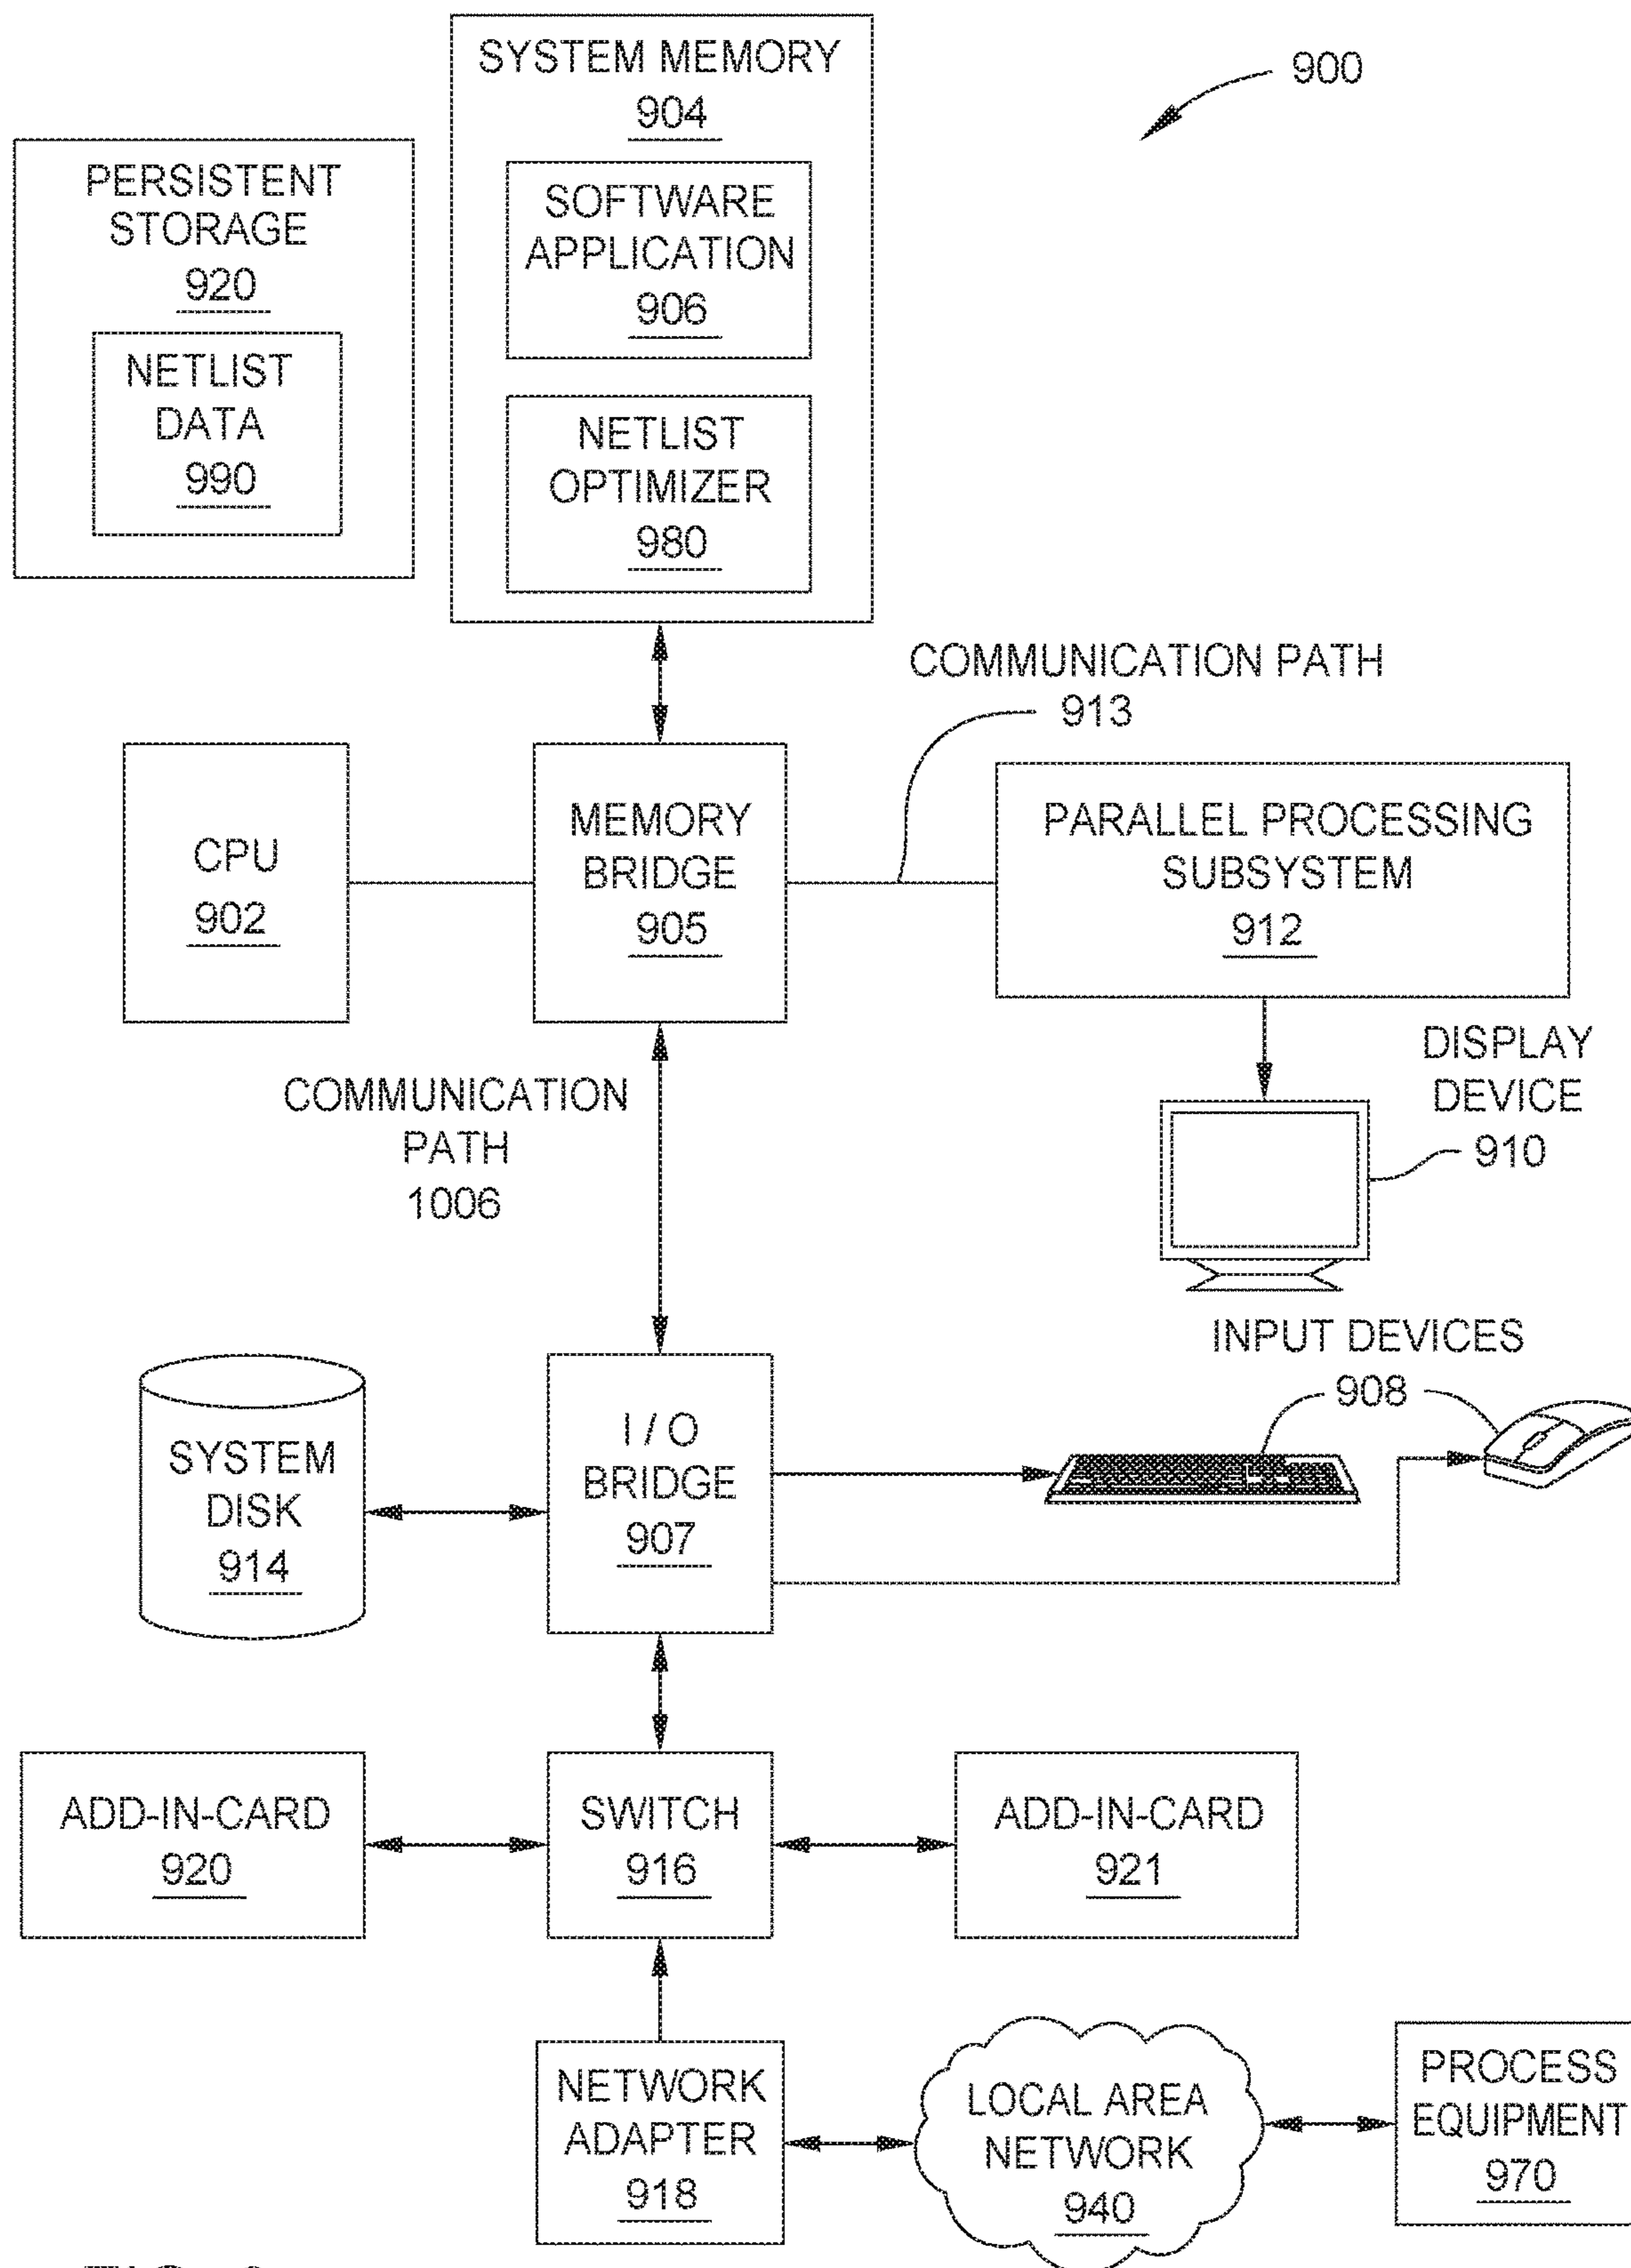 900
SYSTEM MEMORY
904
SOFTWARE
APPLICATION
906
NETLIST
OPTIMIZER
980
PERSISTENT
STORAGE
920
NETLIST
DATA
990
COMMUNICATION PATH
913
CPU
902
MEMORY
BRIDGE
905
PARALLEL PROCESSING
SUBSYSTEM
912
DISPLAY
DEVICE
910
COMMUNICATION
PATH
1006
INPUT DEVICES
908
SYSTEM
DISK
914
I / O
BRIDGE
907
ADD-IN-CARD
920
SWITCH
916
ADD-IN-CARD
921
NETWORK
ADAPTER
918
LOCAL AREA
NETWORK
940
PROCESS
EQUIPMENT
970